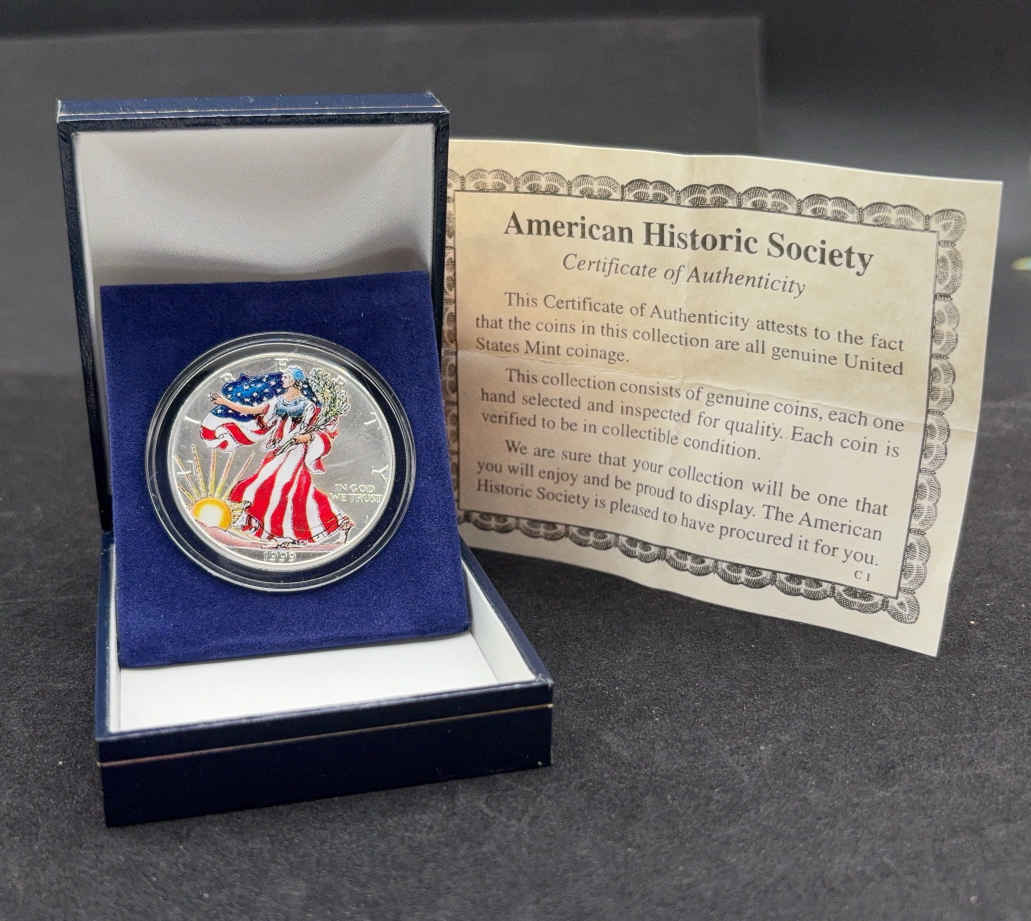 LIBERTY
IN GOD
WE TRUST
1999
American Historic Society
Certificate of Authenticity
This Certificate of Authenticity attests to the fact
that the coins in this collection are all genuine United
States Mint coinage.
This collection consists of genuine coins, each one
hand selected and inspected for quality. Each coin is
verified to be in collectible condition.
We are sure that your collection will be one that
you will enjoy and be proud to display. The American
Historic Society is pleased to have procured it for you.
C 1